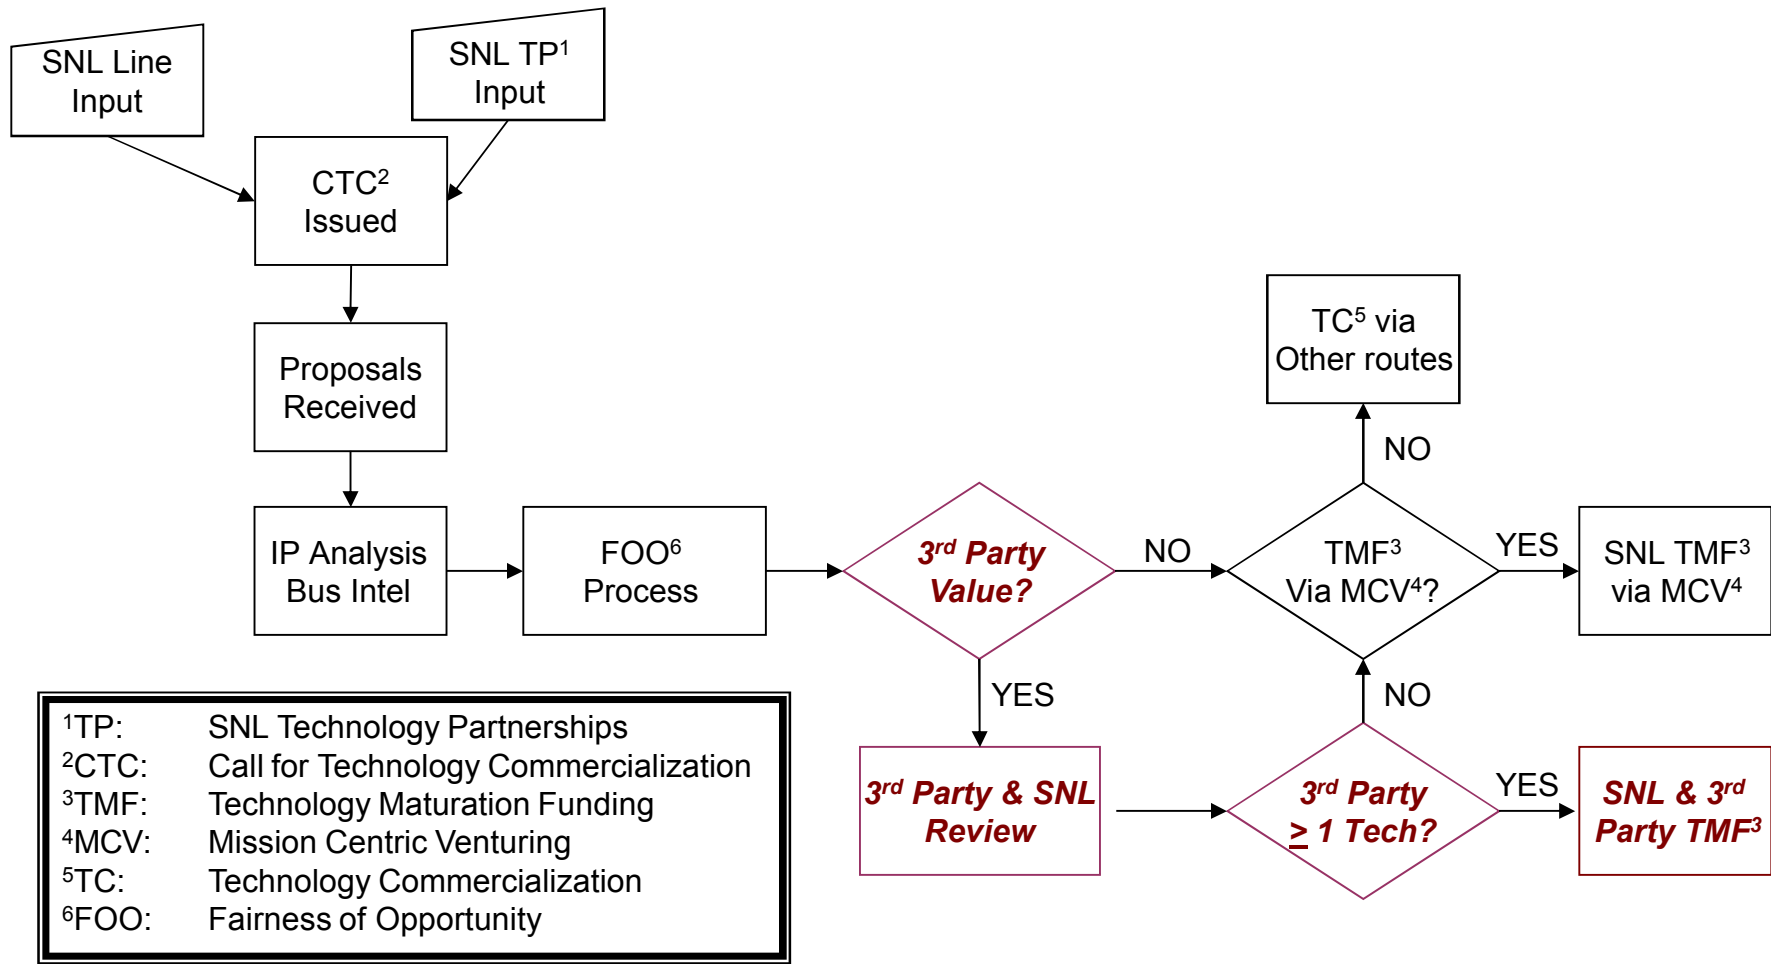 SNL Line
Input
SNL TP¹
Input
CTC²
Issued
Proposals
Received
IP Analysis
Bus Intel
FOO⁶
Process
3rd Party
Value?
NO
YES
3rd Party & SNL
Review
3rd Party
≥ 1 Tech?
NO
YES
SNL & 3rd
Party TMF³
TMF³
Via MCV⁴?
NO
YES
SNL TMF³
via MCV⁴
TC⁵ via
Other routes
¹TP: SNL Technology Partnerships
²CTC: Call for Technology Commercialization
³TMF: Technology Maturation Funding
⁴MCV: Mission Centric Venturing
⁵TC: Technology Commercialization
⁶FOO: Fairness of Opportunity